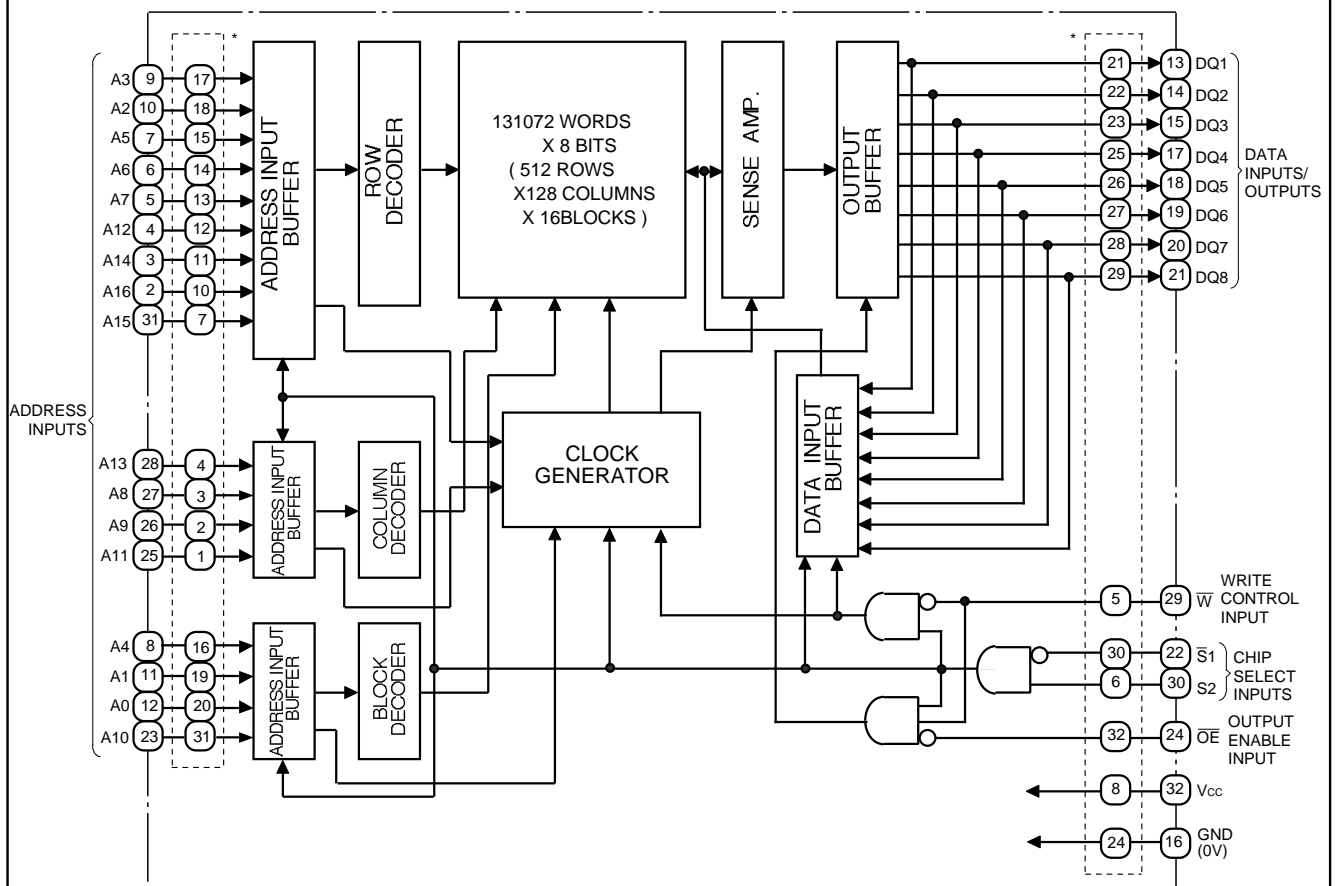 ADDRESS
INPUTS
A3 9 17
A2 10 18
A5 7 15
A6 6 14
A7 5 13
A12 4 12
A14 3 11
A16 2 10
A15 31 7
A13 28 4
A8 27 3
A9 26 2
A11 25 1
A4 8 16
A1 11 19
A0 12 20
A10 23 31
*
ADDRESS INPUT
BUFFER
ROW
DECODER
131072 WORDS
X 8 BITS
( 512 ROWS
X128 COLUMNS
X 16BLOCKS )
SENSE AMP.
OUTPUT
BUFFER
ADDRESS INPUT
BUFFER
COLUMN
DECODER
CLOCK
GENERATOR
DATA INPUT
BUFFER
ADDRESS INPUT
BUFFER
BLOCK
DECODER
*
21 13 DQ1
22 14 DQ2
23 15 DQ3
25 17 DQ4
26 18 DQ5
27 19 DQ6
28 20 DQ7
29 21 DQ8
DATA
INPUTS/
OUTPUTS
5 29 W̅
WRITE
CONTROL
INPUT
30 22 S̅1
6 30 S2
CHIP
SELECT
INPUTS
32 24 O̅E̅
OUTPUT
ENABLE
INPUT
8 32 Vcc
24 16 GND
(0V)